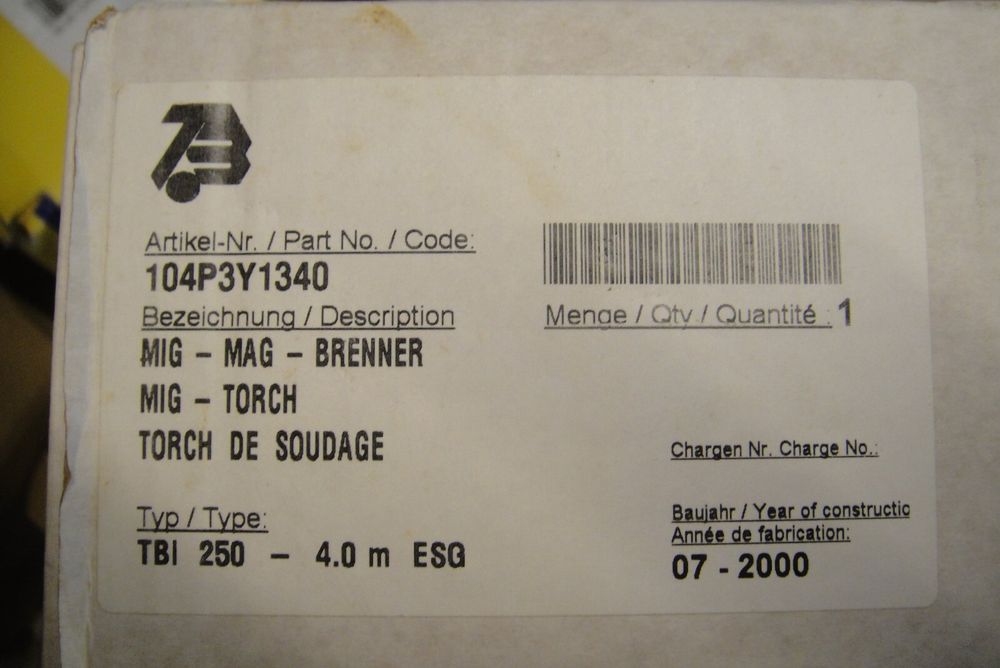 TBi
Artikel-Nr. / Part No. / Code:
104P3Y1340
Bezeichnung / Description
MIG – MAG – BRENNER
MIG – TORCH
TORCH DE SOUDAGE
Typ / Type:
TBI 250 – 4.0 m ESG
Menge / Qty / Quantité : 1
Chargen Nr. Charge No.:
Baujahr / Year of constructio
Année de fabrication:
07 - 2000